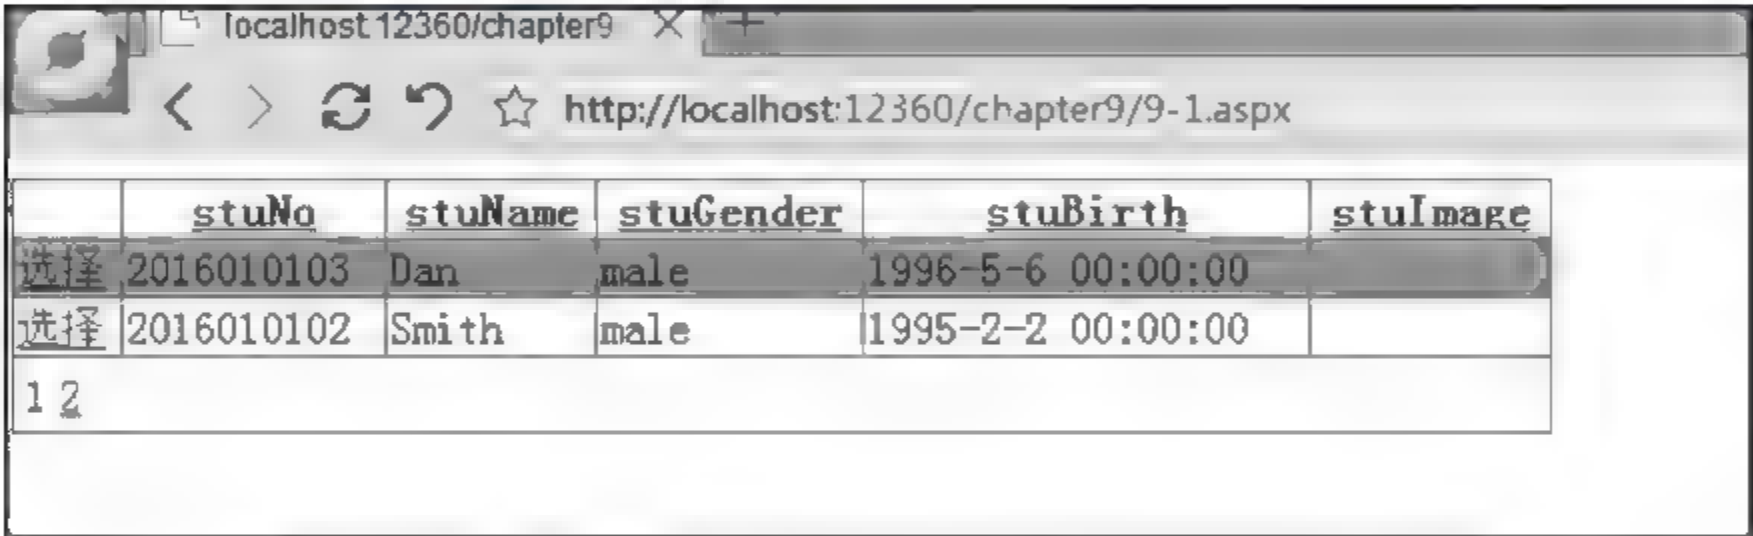 localhost:12360/chapter9
http://localhost:12360/chapter9/9-1.aspx
stuNo stuName stuGender stuBirth stuImage
选择 2016010103 Dan male 1996-5-6 00:00:00
选择 2016010102 Smith male 1995-2-2 00:00:00
1 2